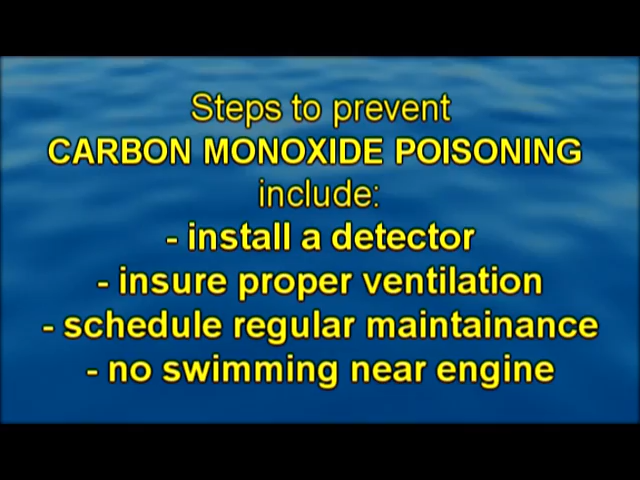 Steps to prevent
CARBON MONOXIDE POISONING
include:
- install a detector
- insure proper ventilation
- schedule regular maintainance
- no swimming near engine